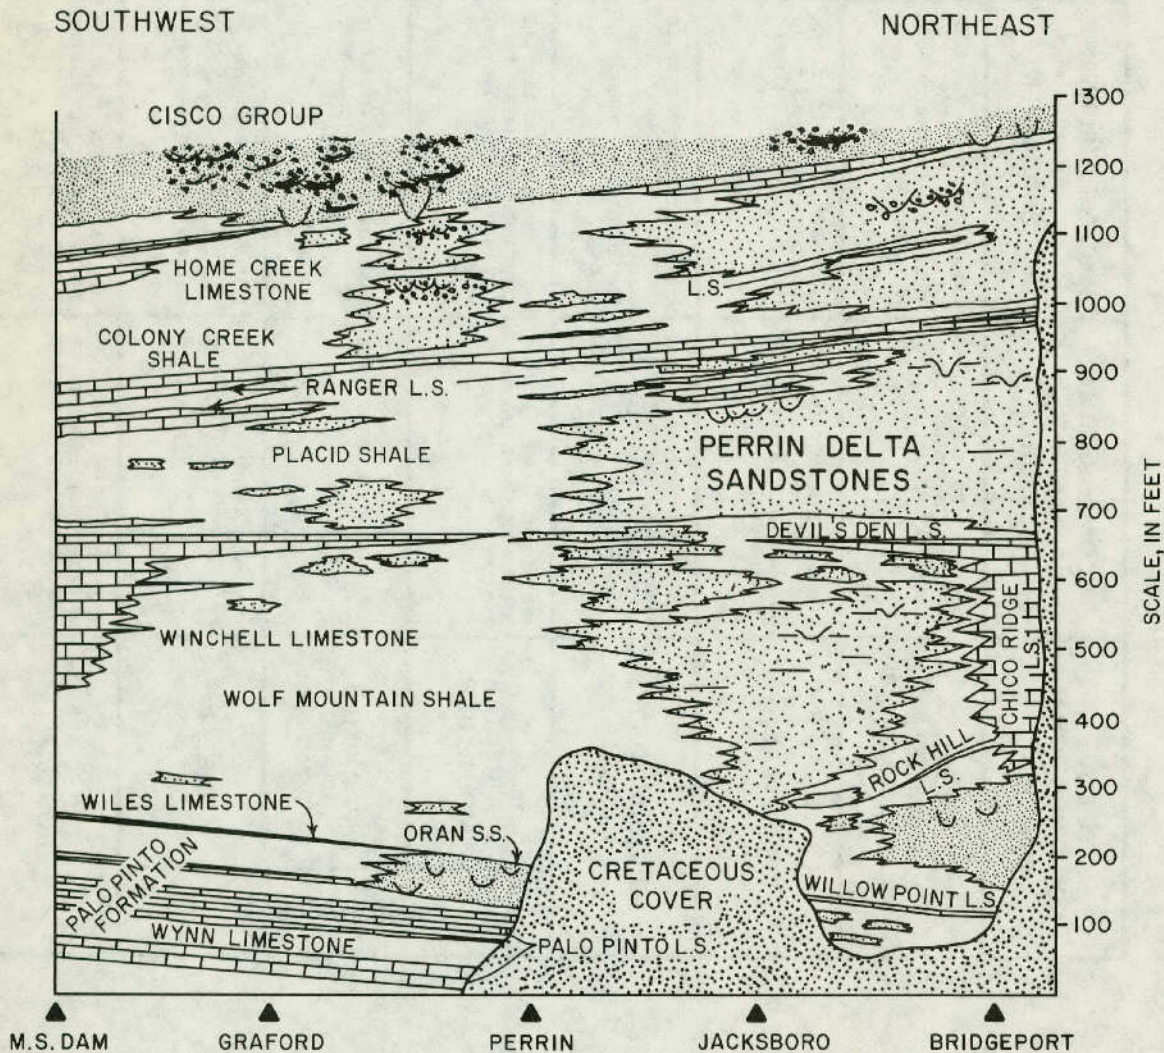 SOUTHWEST
NORTHEAST
CISCO GROUP
1300
1200
1100
HOME CREEK
LIMESTONE
L.S.
1000
COLONY CREEK
SHALE
900
RANGER L.S.
800
PLACID SHALE
PERRIN DELTA
SANDSTONES
700
DEVIL'S DEN L.S.
600
WINCHELL LIMESTONE
500
CHICO RIDGE
L.S.
WOLF MOUNTAIN SHALE
400
ROCK HILL
L.S.
300
WILES LIMESTONE
ORAN S.S.
200
PALO PINTO
FORMATION
CRETACEOUS
COVER
WILLOW POINT L.S.
100
WYNN LIMESTONE
PALO PINTO L.S.
SCALE, IN FEET
M.S. DAM
GRAFORD
PERRIN
JACKSBORO
BRIDGEPORT